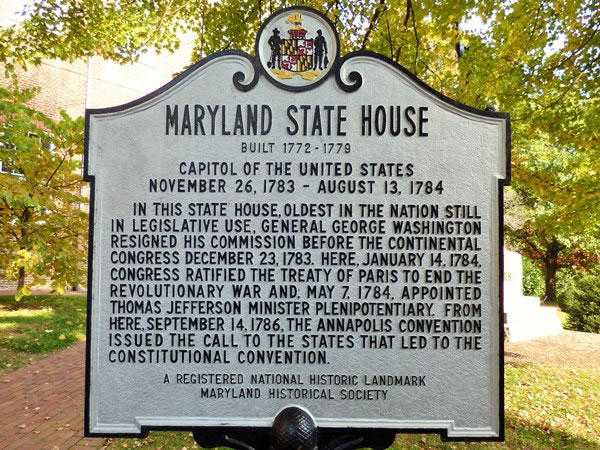 MARYLAND STATE HOUSE
BUILT 1772-1779
CAPITOL OF THE UNITED STATES
NOVEMBER 26, 1783 - AUGUST 13, 1784
IN THIS STATE HOUSE, OLDEST IN THE NATION STILL
IN LEGISLATIVE USE, GENERAL GEORGE WASHINGTON
RESIGNED HIS COMMISSION BEFORE THE CONTINENTAL
CONGRESS DECEMBER 23, 1783. HERE, JANUARY 14, 1784,
CONGRESS RATIFIED THE TREATY OF PARIS TO END THE
REVOLUTIONARY WAR AND, MAY 7, 1784, APPOINTED
THOMAS JEFFERSON MINISTER PLENIPOTENTIARY. FROM
HERE, SEPTEMBER 14, 1786, THE ANNAPOLIS CONVENTION
ISSUED THE CALL TO THE STATES THAT LED TO THE
CONSTITUTIONAL CONVENTION.
A REGISTERED NATIONAL HISTORIC LANDMARK
MARYLAND HISTORICAL SOCIETY